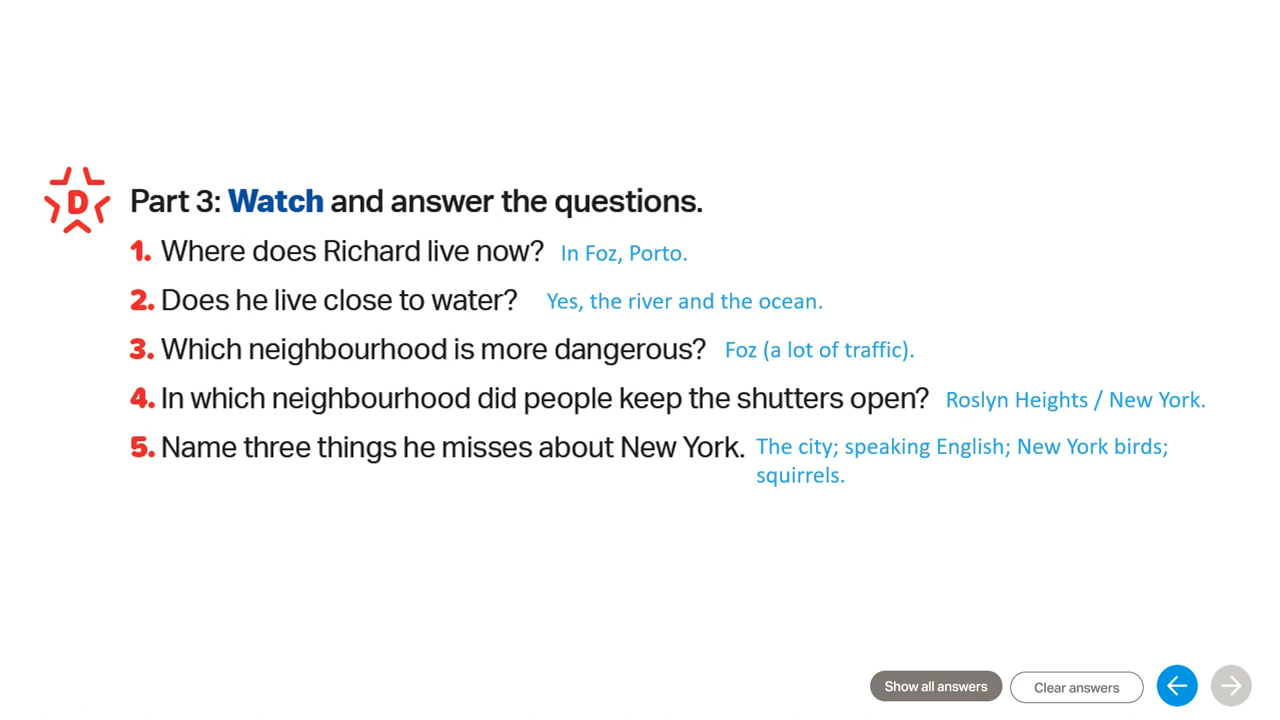 D
Part 3: Watch and answer the questions.
1. Where does Richard live now? In Foz, Porto.
2. Does he live close to water? Yes, the river and the ocean.
3. Which neighbourhood is more dangerous? Foz (a lot of traffic).
4. In which neighbourhood did people keep the shutters open? Roslyn Heights / New York.
5. Name three things he misses about New York. The city; speaking English; New York birds;
squirrels.
Show all answers
Clear answers